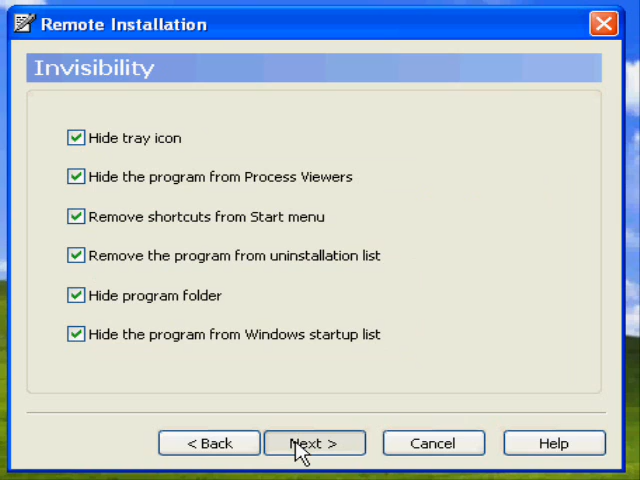 Remote Installation
Invisibility
Hide tray icon
Hide the program from Process Viewers
Remove shortcuts from Start menu
Remove the program from uninstallation list
Hide program folder
Hide the program from Windows startup list
< Back
Next >
Cancel
Help